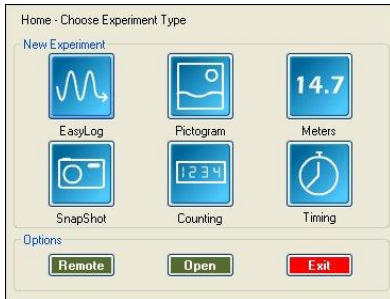 Home - Choose Experiment Type
New Experiment
14.7
EasyLog Pictogram Meters
1234
SnapShot Counting Timing
Options
Remote Open Exit